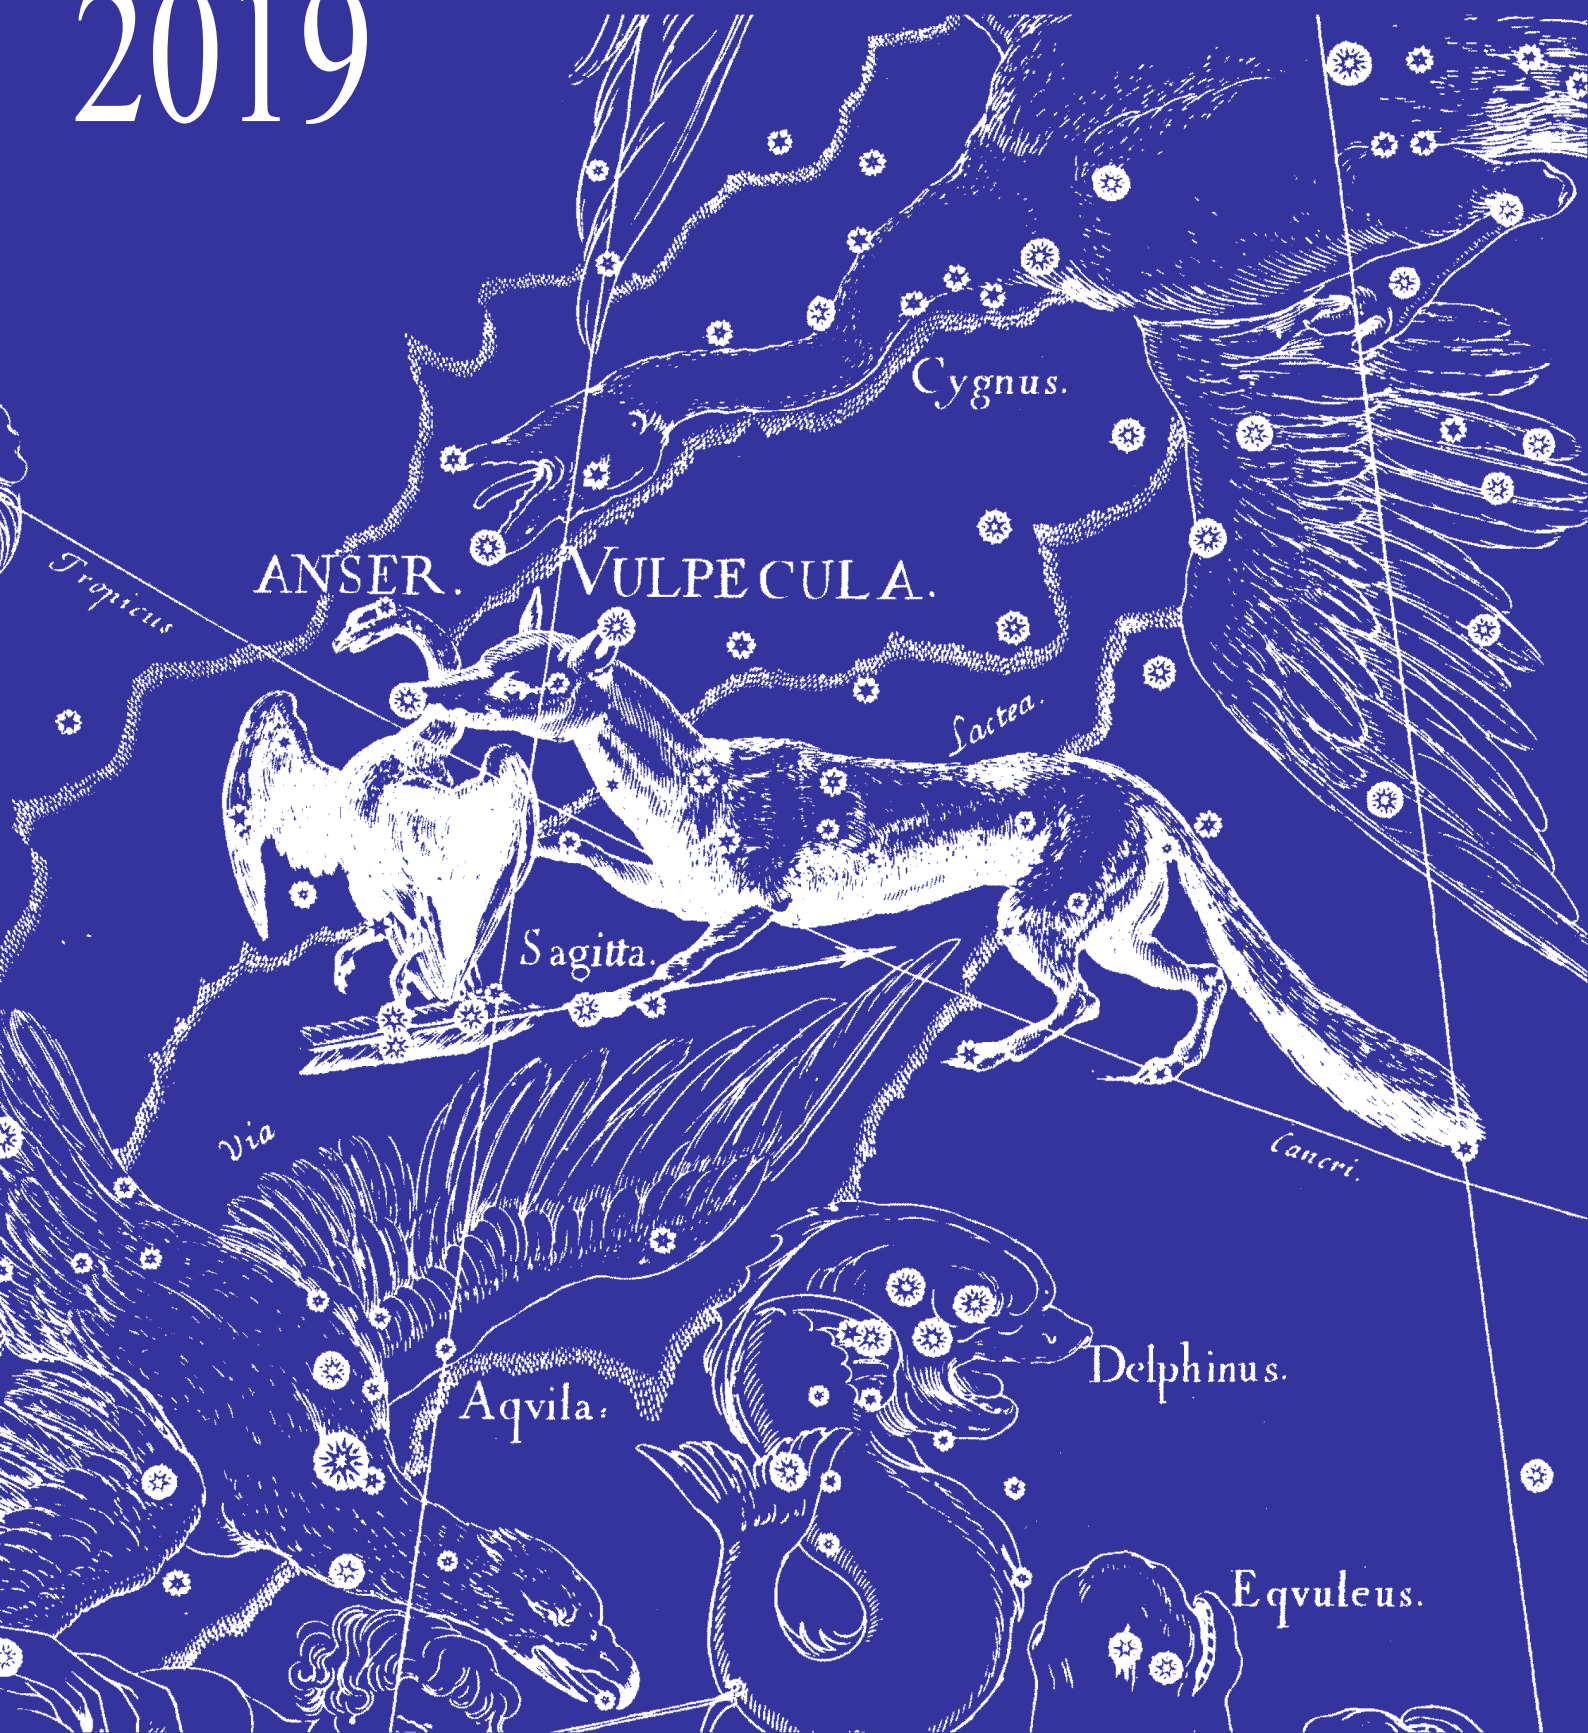 2019
Cygnus.
ANSER. VULPECULA.
Tropicus
Lactea.
Sagitta.
Via
Cancri.
Delphinus.
Aqvila:
Eqvuleus.